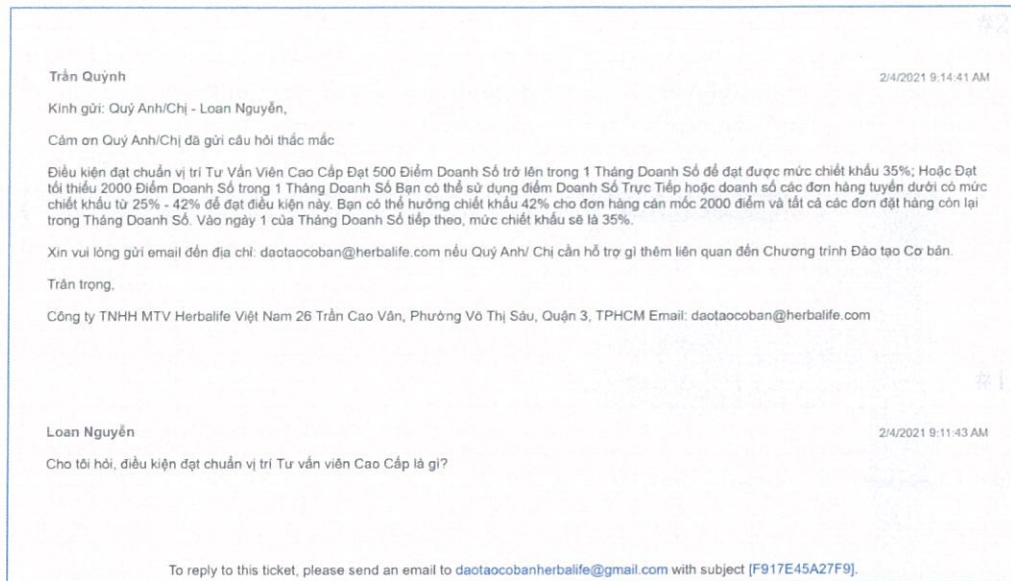 Trần Quỳnh
2/4/2021 9:14:41 AM
Kính gửi: Quý Anh/Chị - Loan Nguyễn,
Cảm ơn Quý Anh/Chị đã gửi câu hỏi thắc mắc
Điều kiện đạt chuẩn vị trí Tư Vấn Viên Cao Cấp Đạt 500 Điểm Doanh Số trở lên trong 1 Tháng Doanh Số để đạt được mức chiết khấu 35%; Hoặc Đạt
tối thiểu 2000 Điểm Doanh Số trong 1 Tháng Doanh Số Bạn có thể sử dụng điểm Doanh Số Trực Tiếp hoặc doanh số các đơn hàng tuyến dưới có mức
chiết khấu từ 25% - 42% để đạt điều kiện này. Bạn có thể hưởng chiết khấu 42% cho đơn hàng cán mốc 2000 điểm và tất cả các đơn đặt hàng còn lại
trong Tháng Doanh Số. Vào ngày 1 của Tháng Doanh Số tiếp theo, mức chiết khấu sẽ là 35%.
Xin vui lòng gửi email đến địa chỉ: daotaocoban@herbalife.com nếu Quý Anh/ Chị cần hỗ trợ gì thêm liên quan đến Chương trình Đào tạo Cơ bản.
Trân trọng,
Công ty TNHH MTV Herbalife Việt Nam 26 Trần Cao Vân, Phường Võ Thị Sáu, Quận 3, TPHCM Email: daotaocoban@herbalife.com
#1
Loan Nguyễn
2/4/2021 9:11:43 AM
Cho tôi hỏi, điều kiện đạt chuẩn vị trí Tư vấn viên Cao Cấp là gì?
To reply to this ticket, please send an email to daotaocobanherbalife@gmail.com with subject [F917E45A27F9].